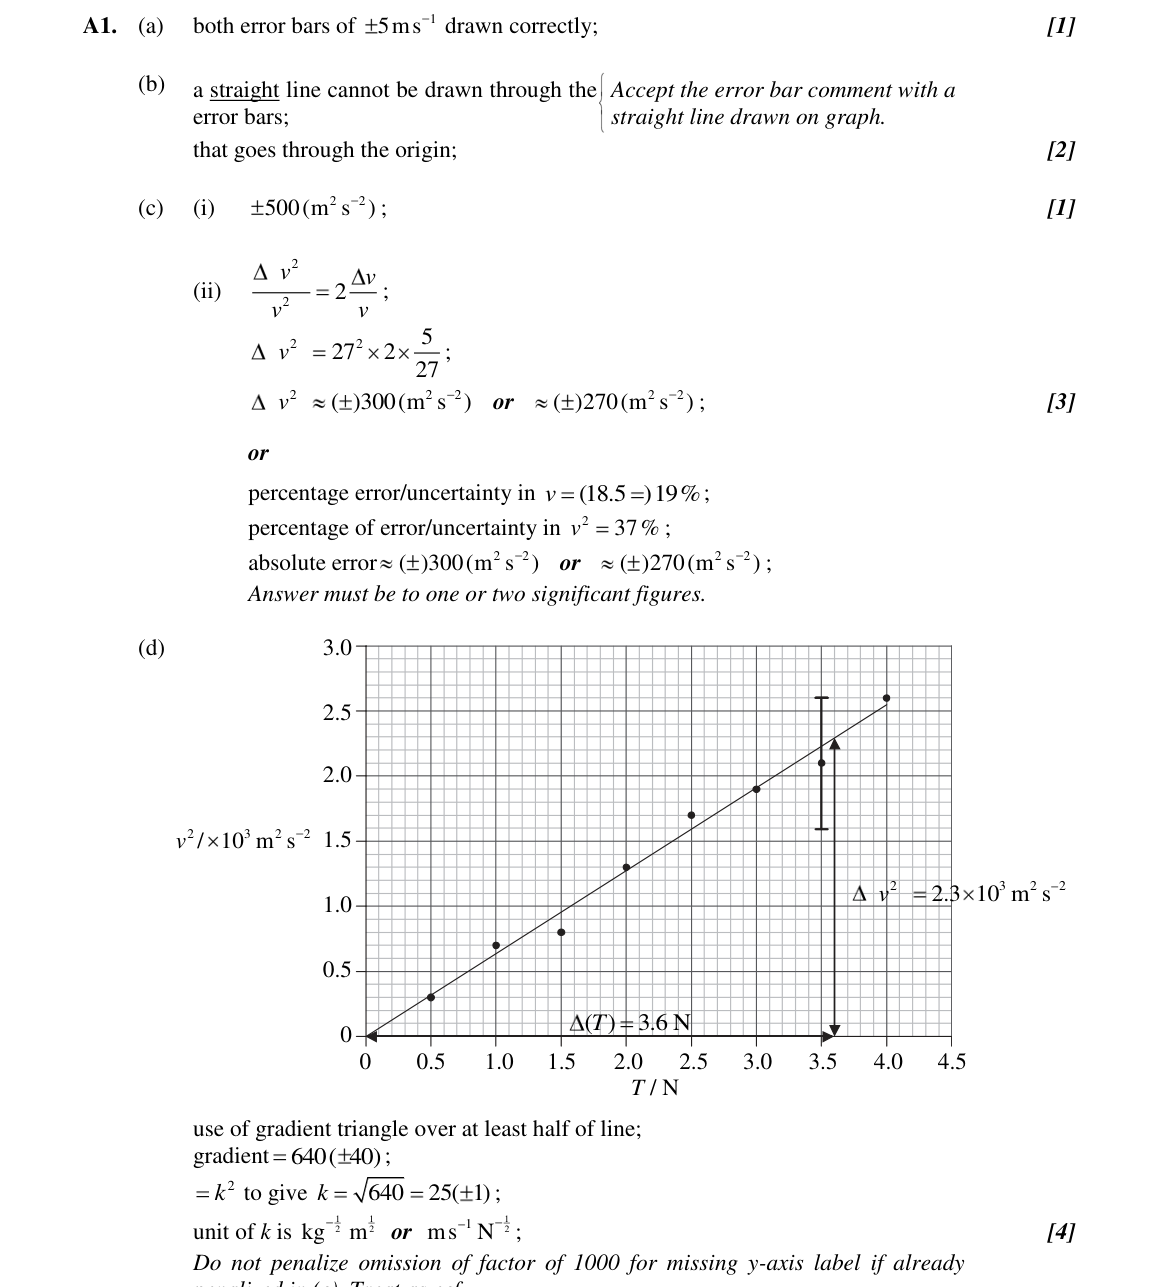 A1. (a) both error bars of ±5 m s⁻¹ drawn correctly; [1]
(b) a straight line cannot be drawn through the Accept the error bar comment with a
error bars; straight line drawn on graph.
that goes through the origin; [2]
(c) (i) ±500 (m² s⁻²) ; [1]
(ii) Δ v² / v² = 2 Δv / v ;
Δ v² = 27² × 2 × 5/27 ;
Δ v² ≈ (±)300 (m² s⁻²) or ≈ (±)270 (m² s⁻²) ; [3]
or
percentage error/uncertainty in v = (18.5 =) 19 % ;
percentage of error/uncertainty in v² = 37 % ;
absolute error ≈ (±)300 (m² s⁻²) or ≈ (±)270 (m² s⁻²) ;
Answer must be to one or two significant figures.
(d) 3.0
2.5
2.0
v² / ×10³ m² s⁻² 1.5
Δ v² = 2.3×10³ m² s⁻²
1.0
0.5
Δ(T) = 3.6 N
0
0 0.5 1.0 1.5 2.0 2.5 3.0 3.5 4.0 4.5
T / N
use of gradient triangle over at least half of line;
gradient = 640 (±40) ;
= k² to give k = √640 = 25(±1) ;
unit of k is kg^(-1/2) m^(1/2) or m s⁻¹ N^(-1/2) ; [4]
Do not penalize omission of factor of 1000 for missing y-axis label if already